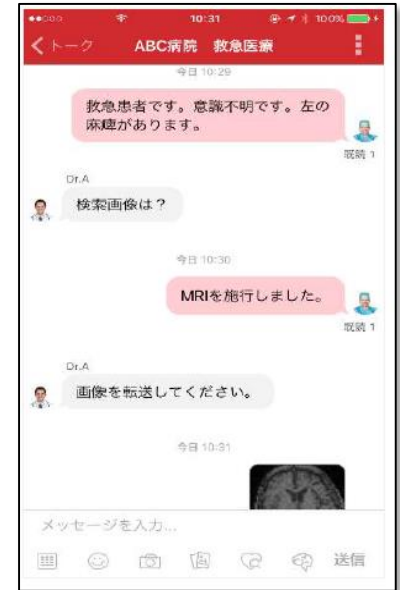 10:31
100%
トーク
ABC病院 救急医療
今日 10:29
救急患者です。意識不明です。左の
麻痺があります。
既読 1
Dr.A
検索画像は？
今日 10:30
MRIを施行しました。
既読 1
Dr.A
画像を転送してください。
今日 10:31
メッセージを入力...
送信